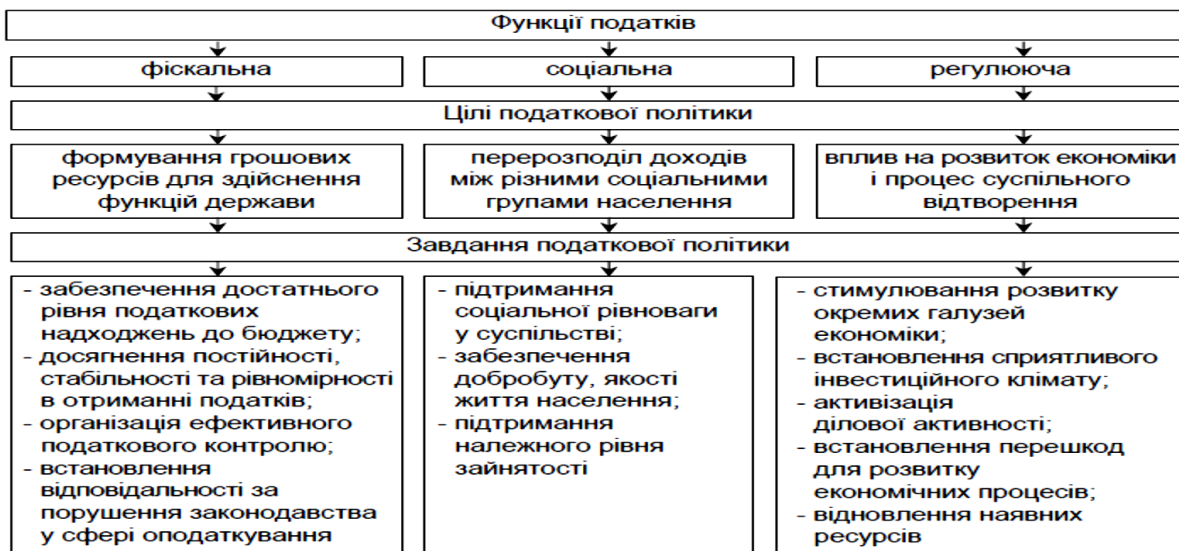 Функції податків
фіскальна
соціальна
регулююча
Цілі податкової політики
формування грошових
ресурсів для здійснення
функцій держави
перерозподіл доходів
між різними соціальними
групами населення
вплив на розвиток економіки
і процес суспільного
відтворення
Завдання податкової політики
- забезпечення достатнього
рівня податкових
надходжень до бюджету;
- досягнення постійності,
стабільності та рівномірності
в отриманні податків;
- організація ефективного
податкового контролю;
- встановлення
відповідальності за
порушення законодавства
у сфері оподаткування
- підтримання
соціальної рівноваги
у суспільстві;
- забезпечення
добробуту, якості
життя населення;
- підтримання
належного рівня
зайнятості
- стимулювання розвитку
окремих галузей
економіки;
- встановлення сприятливого
інвестиційного клімату;
- активізація
ділової активності;
- встановлення перешкод
для розвитку
економічних процесів;
- відновлення наявних
ресурсів